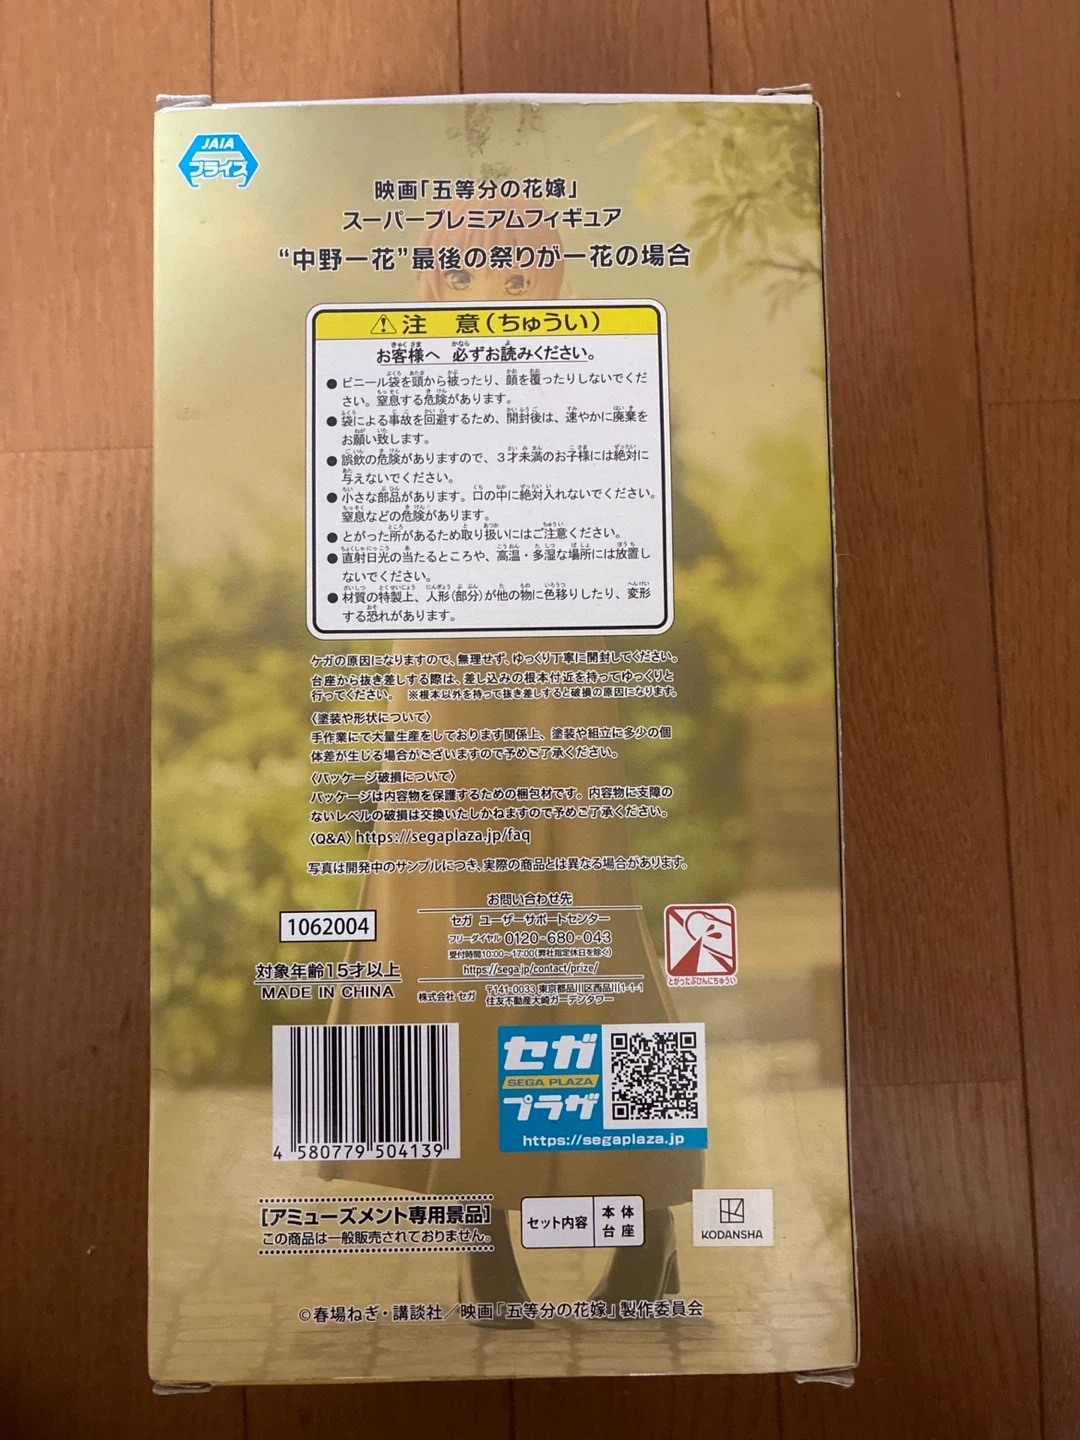 JAIA
プライズ
映画「五等分の花嫁」
スーパープレミアムフィギュア
“中野一花”最後の祭りが一花の場合
注　意(ちゅうい)
お客様へ 必ずお読みください。
●ビニール袋を頭から被ったり、顔を覆ったりしないでくだ
さい。窒息する危険があります。
●袋による事故を回避するため、開封後は、速やかに廃棄を
お願い致します。
●誤飲の危険がありますので、3才未満のお子様には絶対に
与えないでください。
●小さな部品があります。口の中に絶対入れないでください。
窒息などの危険があります。
●とがった所があるため取り扱いにはご注意ください。
●直射日光の当たるところや、高温・多湿な場所には放置し
ないでください。
●材質の特製上、人形(部分)が他の物に色移りしたり、変形
する恐れがあります。
ケガの原因になりますので、無理せず、ゆっくり丁寧に開封してください。
台座から抜き差しする際は、差し込みの根本付近を持ってゆっくりと
行ってください。 ※根本以外を持って抜き差しすると破損の原因になります。
〈塗装や形状について〉
手作業にて大量生産をしております関係上、塗装や組立に多少の個
体差が生じる場合がございますので予めご了承ください。
〈パッケージ破損について〉
パッケージは内容物を保護するための梱包材です。内容物に支障の
ないレベルの破損は交換いたしかねますので予めご了承ください。
〈Q&A〉https://segaplaza.jp/faq
写真は開発中のサンプルにつき、実際の商品とは異なる場合があります。
お問い合わせ先
1062004
セガ ユーザーサポートセンター
フリーダイヤル 0120-680-043
受付時間10:00〜17:00(弊社指定休日を除く)
https://sega.jp/contact/prize/
対象年齢15才以上
MADE IN CHINA
株式会社 セガ 〒141-0033 東京都品川区西品川1-1-1
住友不動産大崎ガーデンタワー
とがったぶひんにちゅうい
セガ
SEGA PLAZA
プラザ
https://segaplaza.jp
4 580779 504139
[アミューズメント専用景品]
この商品は一般販売されておりません。
セット内容 本体
台座
KODANSHA
©春場ねぎ・講談社／映画「五等分の花嫁」製作委員会